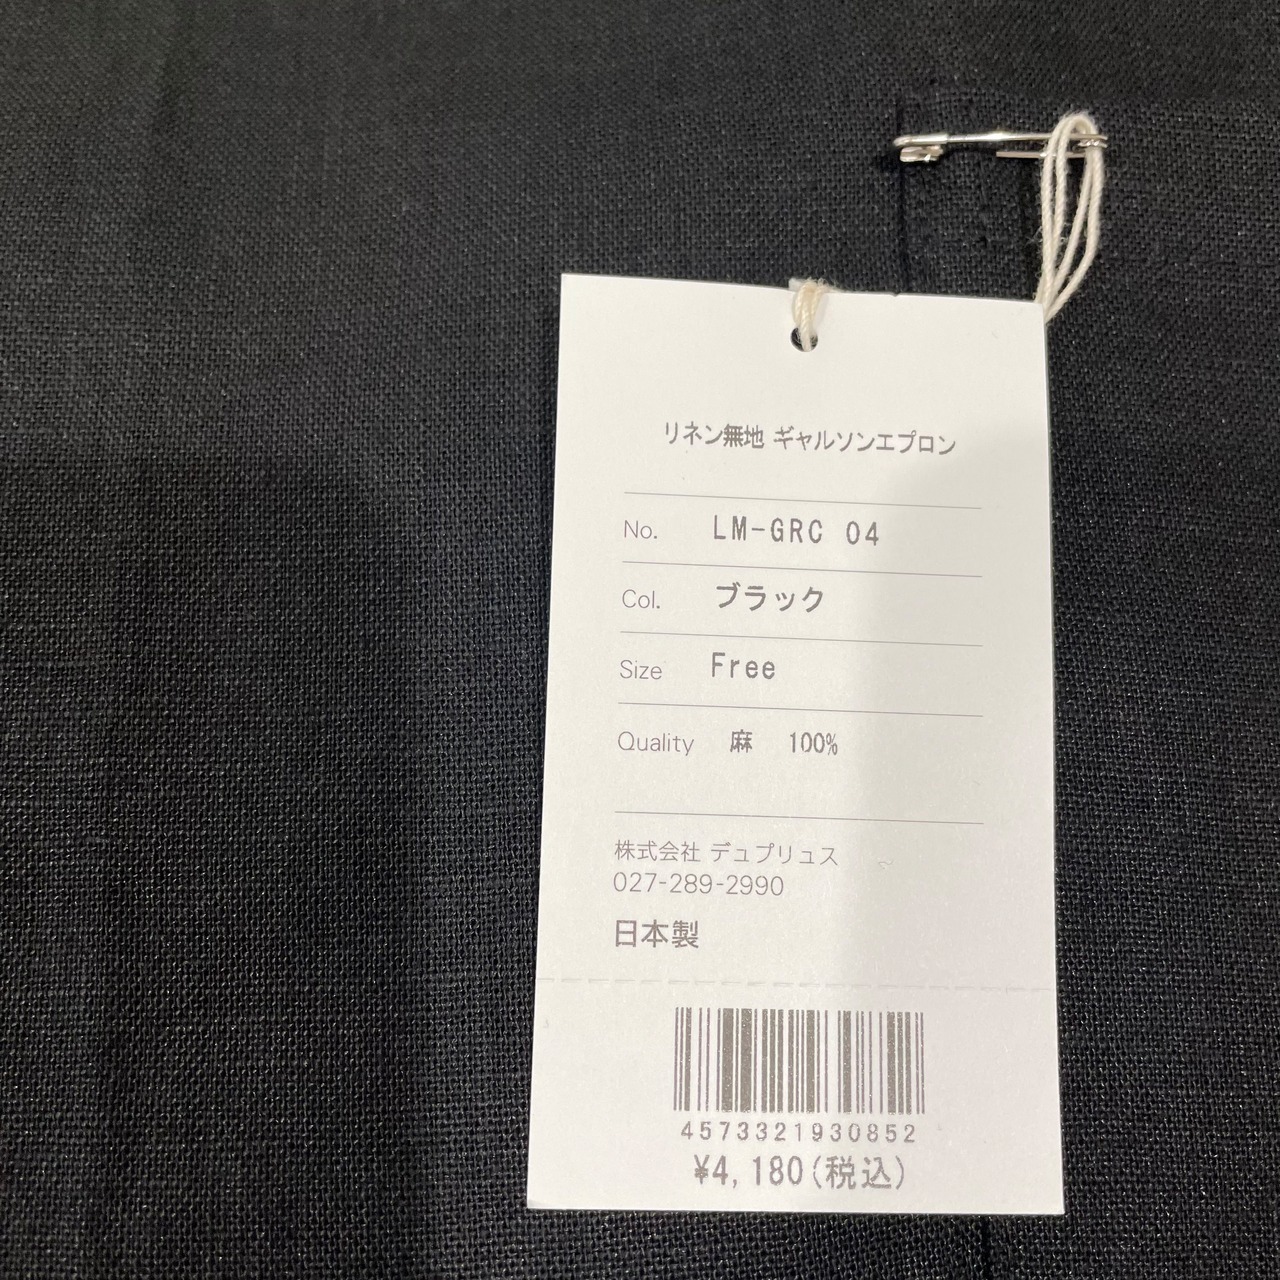 リネン無地 ギャルソンエプロン
No. LM-GRC 04
Col. ブラック
Size Free
Quality 麻 100%
株式会社 デュプリュス
027-289-2990
日本製
4573321930852
¥4,180(税込)